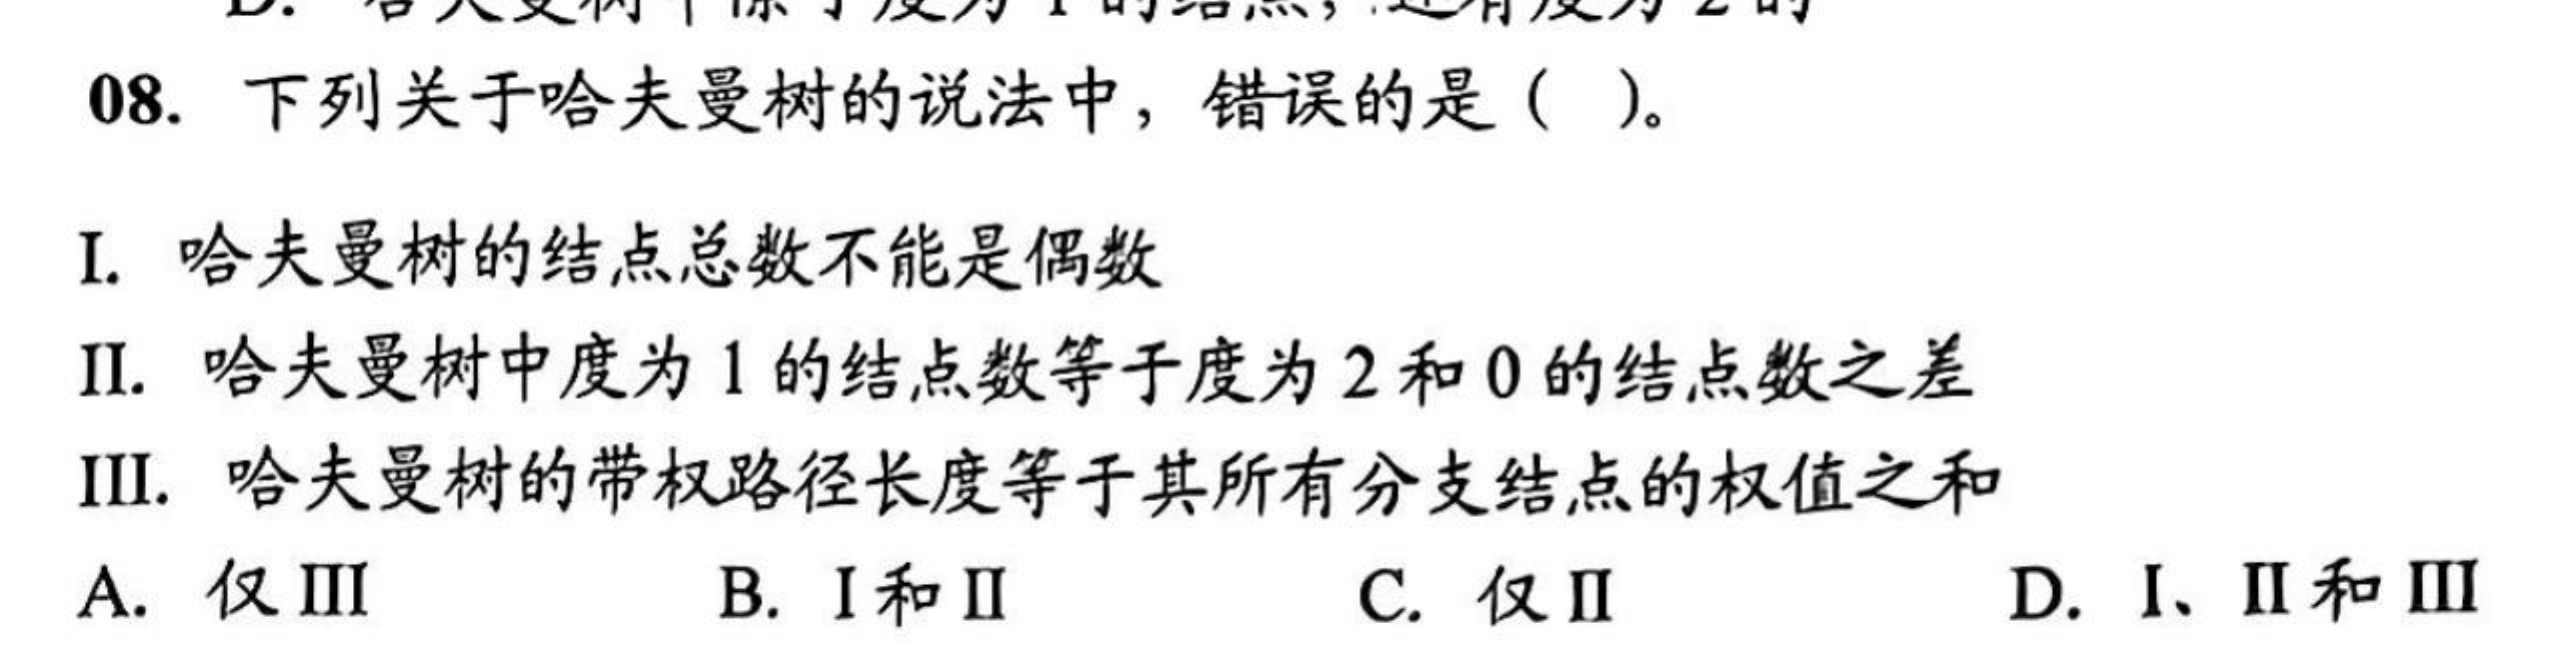 08. 下列关于哈夫曼树的说法中，错误的是（ ）。
I. 哈夫曼树的结点总数不能是偶数
II. 哈夫曼树中度为 1 的结点数等于度为 2 和 0 的结点数之差
III. 哈夫曼树的带权路径长度等于其所有分支结点的权值之和
A. 仅 III B. I 和 II C. 仅 II D. I、II 和 III